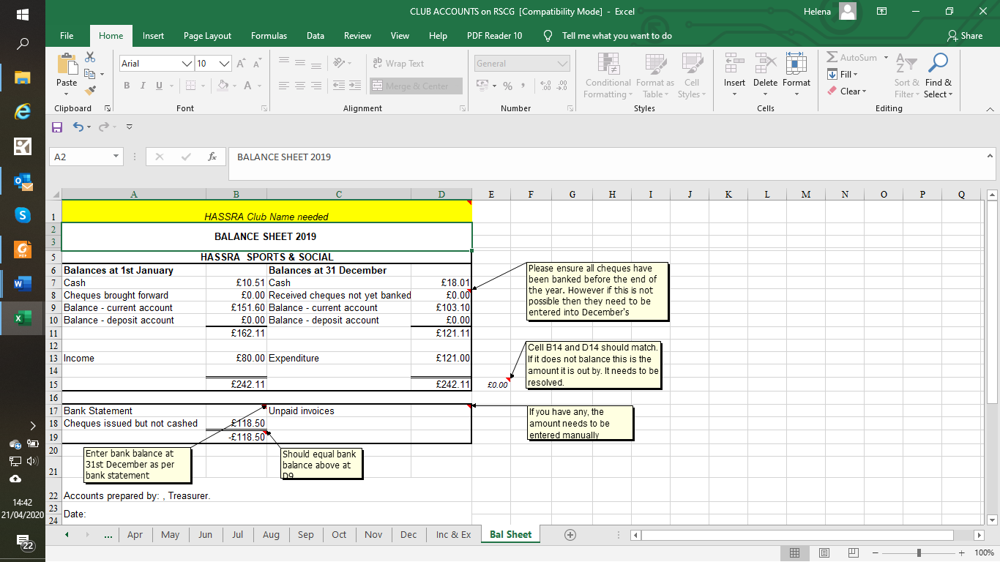 CLUB ACCOUNTS on RSCG [Compatibility Mode] - Excel
Helena
File Home Insert Page Layout Formulas Data Review View Help PDF Reader 10 Tell me what you want to do Share
Paste
Clipboard
Arial 10 A A
B I U A
Font
ab Wrap Text
Merge & Center
Alignment
General
% , .00 .00
Number
Conditional Formatting
Format as Table
Cell Styles
Styles
Insert Delete Format
Cells
AutoSum
Fill
Clear
Sort & Filter
Find & Select
Editing
A2 fx BALANCE SHEET 2019
A B C D E F G H I J K L M N O P Q
1 HASSRA Club Name needed
2
BALANCE SHEET 2019
3
5 HASSRA SPORTS & SOCIAL
6 Balances at 1st January Balances at 31 December
7 Cash £10.51 Cash £18.01
8 Cheques brought forward £0.00 Received cheques not yet banked £0.00
9 Balance - current account £151.60 Balance - current account £103.10
10 Balance - deposit account £0.00 Balance - deposit account £0.00
11 £162.11 £121.11
12
13 Income £80.00 Expenditure £121.00
14
15 £242.11 £242.11 £0.00
16
17 Bank Statement Unpaid invoices
18 Cheques issued but not cashed £118.50
19 -£118.50
20
21
22 Accounts prepared by: , Treasurer.
23
Date:
24
Please ensure all cheques have
been banked before the end of
the year. However if this is not
possible then they need to be
entered into December's
Cell B14 and D14 should match.
If it does not balance this is the
amount it is out by. It needs to be
resolved.
If you have any, the
amount needs to be
entered manually
Enter bank balance at
31st December as per
bank statement
Should equal bank
balance above at
D9
... Apr May Jun Jul Aug Sep Oct Nov Dec Inc & Ex Bal Sheet
100%
14:42
21/04/2020
22